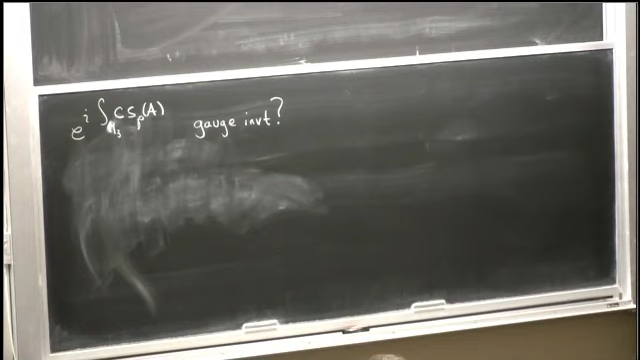 e^{i ∫_{M_3} CS_ρ(A)} gauge invt?